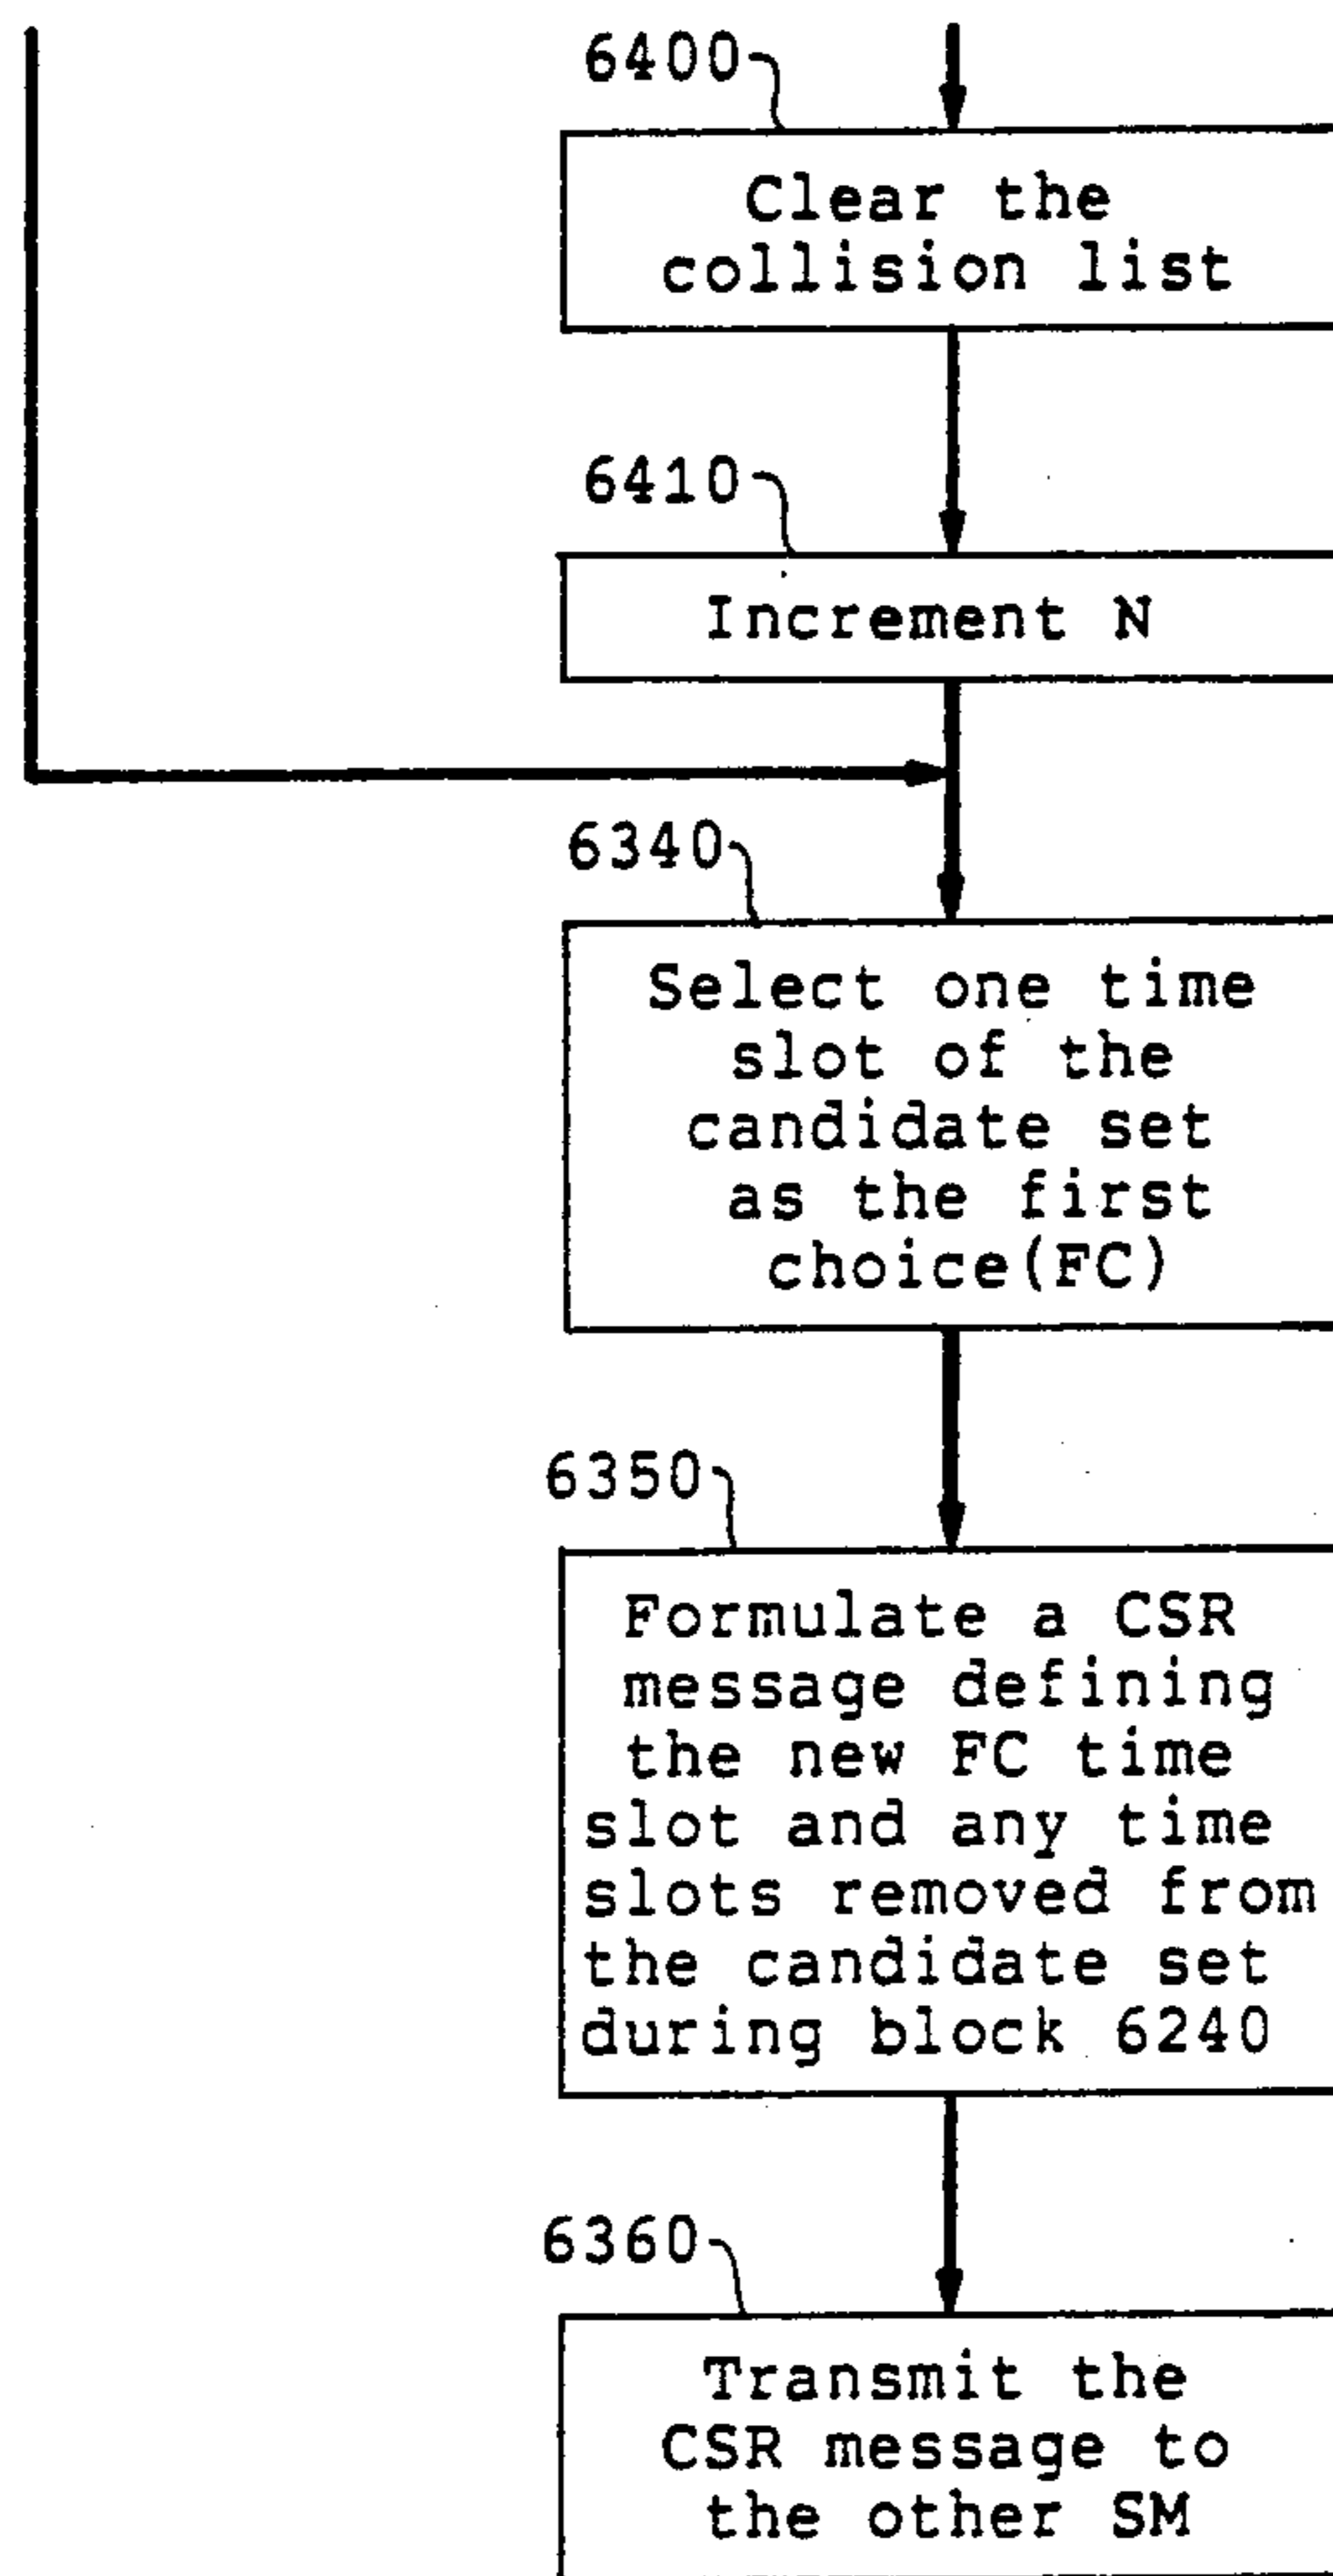 6400
Clear the
collision list
6410
Increment N
6340
Select one time
slot of the
candidate set
as the first
choice(FC)
6350
Formulate a CSR
message defining
the new FC time
slot and any time
slots removed from
the candidate set
during block 6240
6360
Transmit the
CSR message to
the other SM